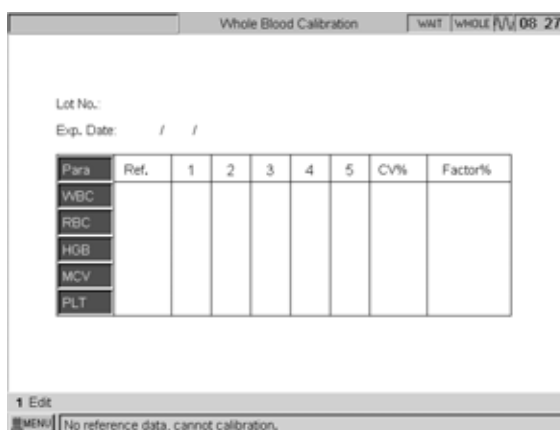 Whole Blood Calibration WAIT WHOLE 08 27
Lot No.:
Exp. Date: / /
Para Ref. 1 2 3 4 5 CV% Factor%
WBC
RBC
HGB
MCV
PLT
1 Edit
MENU No reference data, cannot calibration.